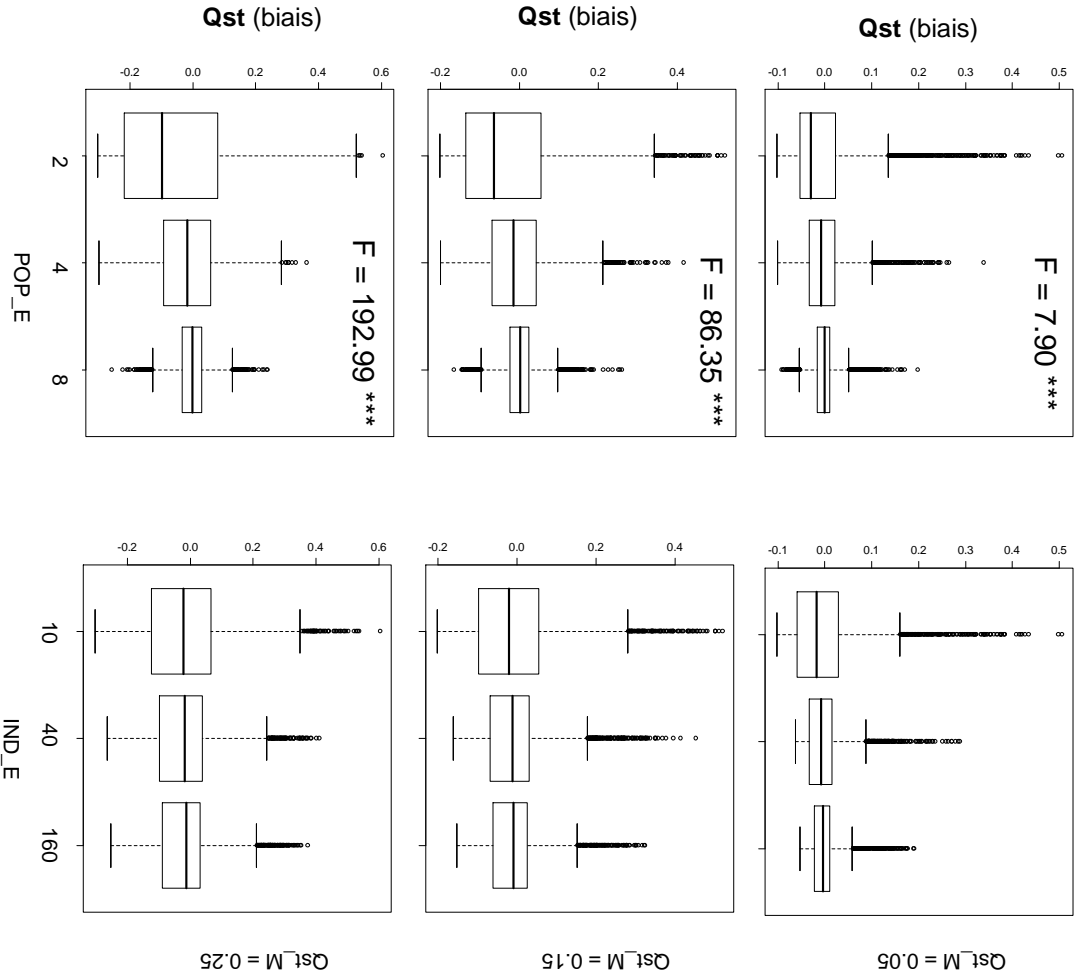 Qst (biais)
-0.1 0.0 0.1 0.2 0.3 0.4 0.5
F = 7.90 ***
-0.1 0.0 0.1 0.2 0.3 0.4 0.5
Qst_M = 0.05
Qst (biais)
-0.2 0.0 0.2 0.4
F = 86.35 ***
-0.2 0.0 0.2 0.4
Qst_M = 0.15
Qst (biais)
-0.2 0.0 0.2 0.4 0.6
F = 192.99 ***
-0.2 0.0 0.2 0.4 0.6
Qst_M = 0.25
2 4 8
POP_E
10 40 160
IND_E